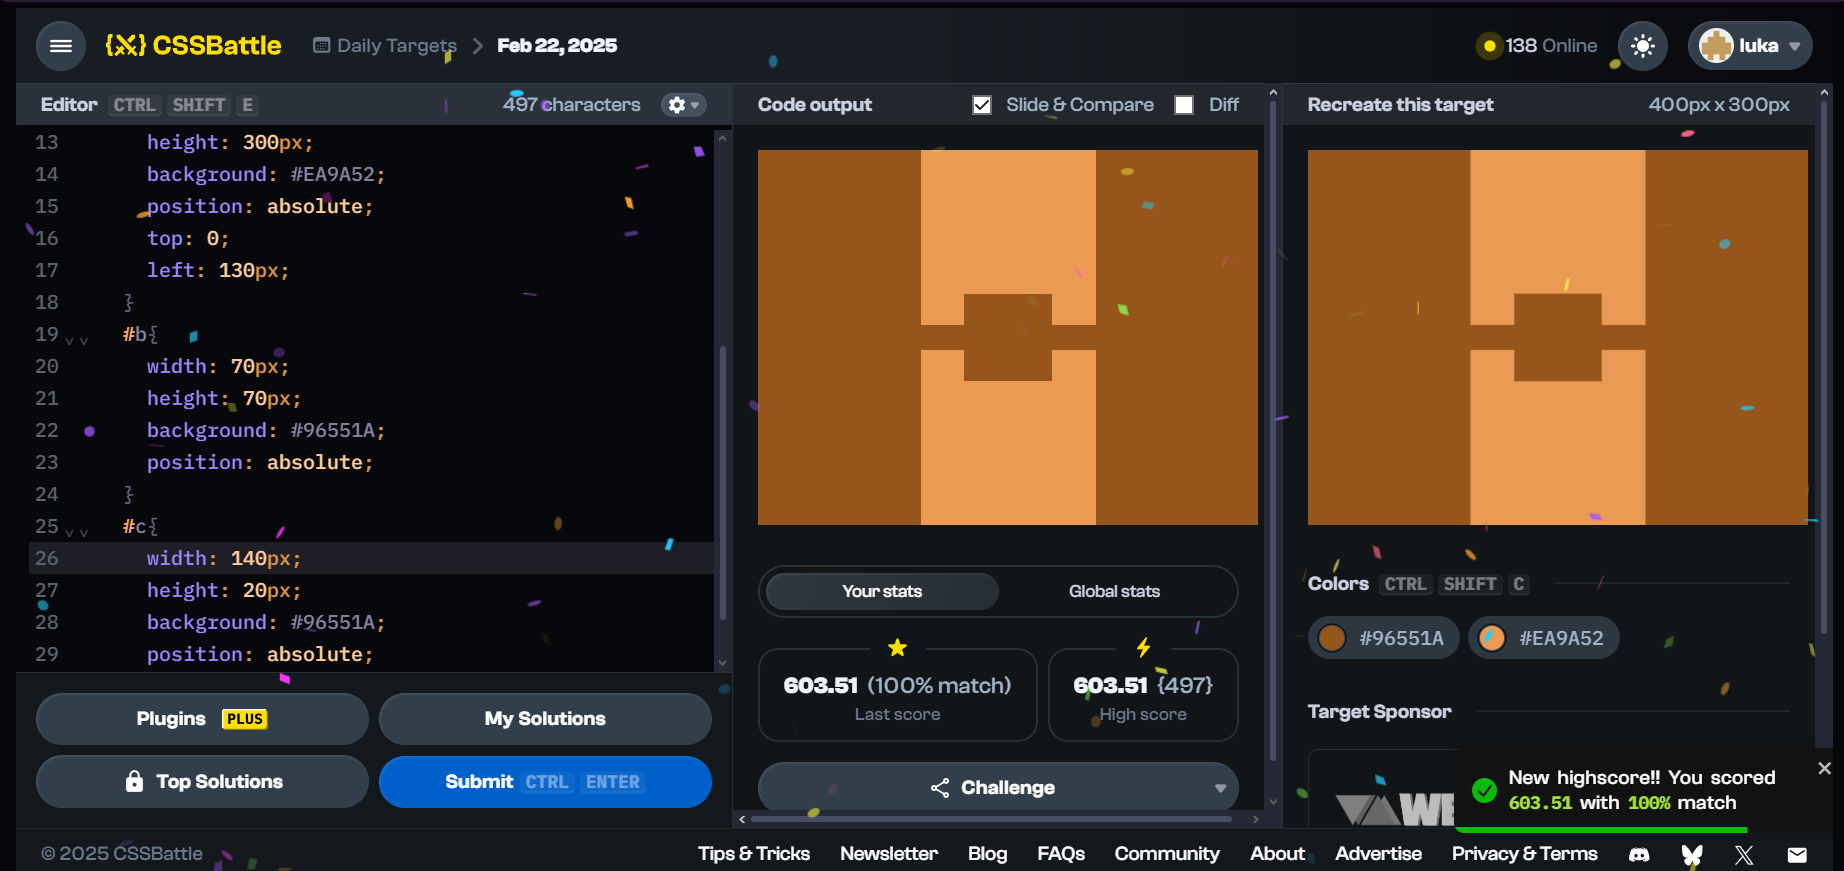 CSSBattle
Daily Targets
Feb 22, 2025
138 Online
luka
Editor CTRL SHIFT E
497 characters
13 height: 300px;
14 background: #EA9A52;
15 position: absolute;
16 top: 0;
17 left: 130px;
18 }
19 #b{
20 width: 70px;
21 height: 70px;
22 background: #96551A;
23 position: absolute;
24 }
25 #c{
26 width: 140px;
27 height: 20px;
28 background: #96551A;
29 position: absolute;
Plugins PLUS
My Solutions
Top Solutions
Submit CTRL ENTER
Code output
Slide & Compare
Diff
Your stats
Global stats
603.51 (100% match)
Last score
603.51 {497}
High score
Challenge
Recreate this target
400px x 300px
Colors CTRL SHIFT C
#96551A
#EA9A52
Target Sponsor
WE
New highscore!! You scored
603.51 with 100% match
© 2025 CSSBattle
Tips & Tricks
Newsletter
Blog
FAQs
Community
About
Advertise
Privacy & Terms